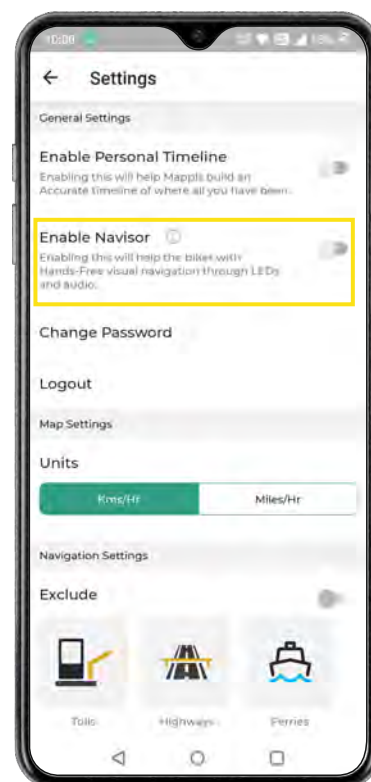 10:00
Settings
General Settings
Enable Personal Timeline
Enabling this will help Mappls build an
Accurate timeline of where all you have been.
Enable Navisor
Enabling this will help the biker with
Hands-Free visual navigation through LEDs
and audio.
Change Password
Logout
Map Settings
Units
Kms/Hr Miles/Hr
Navigation Settings
Exclude
Tolls Highways Ferries